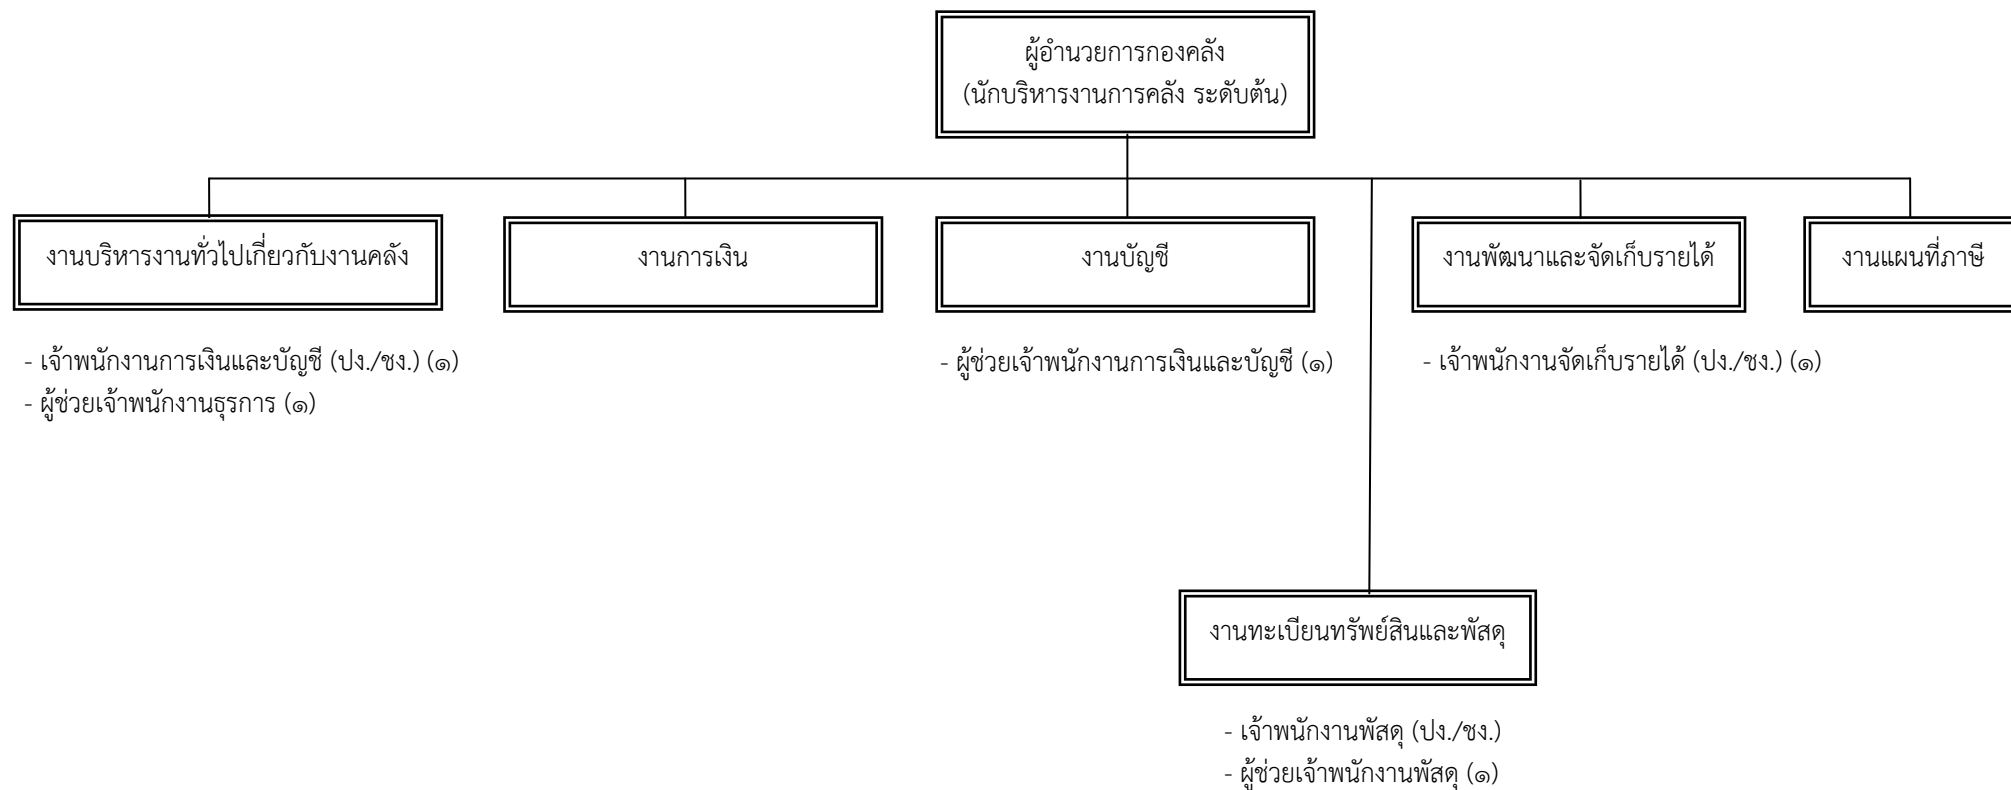 ผู้อำนวยการกองคลัง
(นักบริหารงานการคลัง ระดับต้น)
งานบริหารงานทั่วไปเกี่ยวกับงานคลัง
งานการเงิน
งานบัญชี
งานพัฒนาและจัดเก็บรายได้
งานแผนที่ภาษี
- เจ้าพนักงานการเงินและบัญชี (ปง./ชง.) (๑)
- ผู้ช่วยเจ้าพนักงานธุรการ (๑)
- ผู้ช่วยเจ้าพนักงานการเงินและบัญชี (๑)
- เจ้าพนักงานจัดเก็บรายได้ (ปง./ชง.) (๑)
งานทะเบียนทรัพย์สินและพัสดุ
- เจ้าพนักงานพัสดุ (ปง./ชง.)
- ผู้ช่วยเจ้าพนักงานพัสดุ (๑)